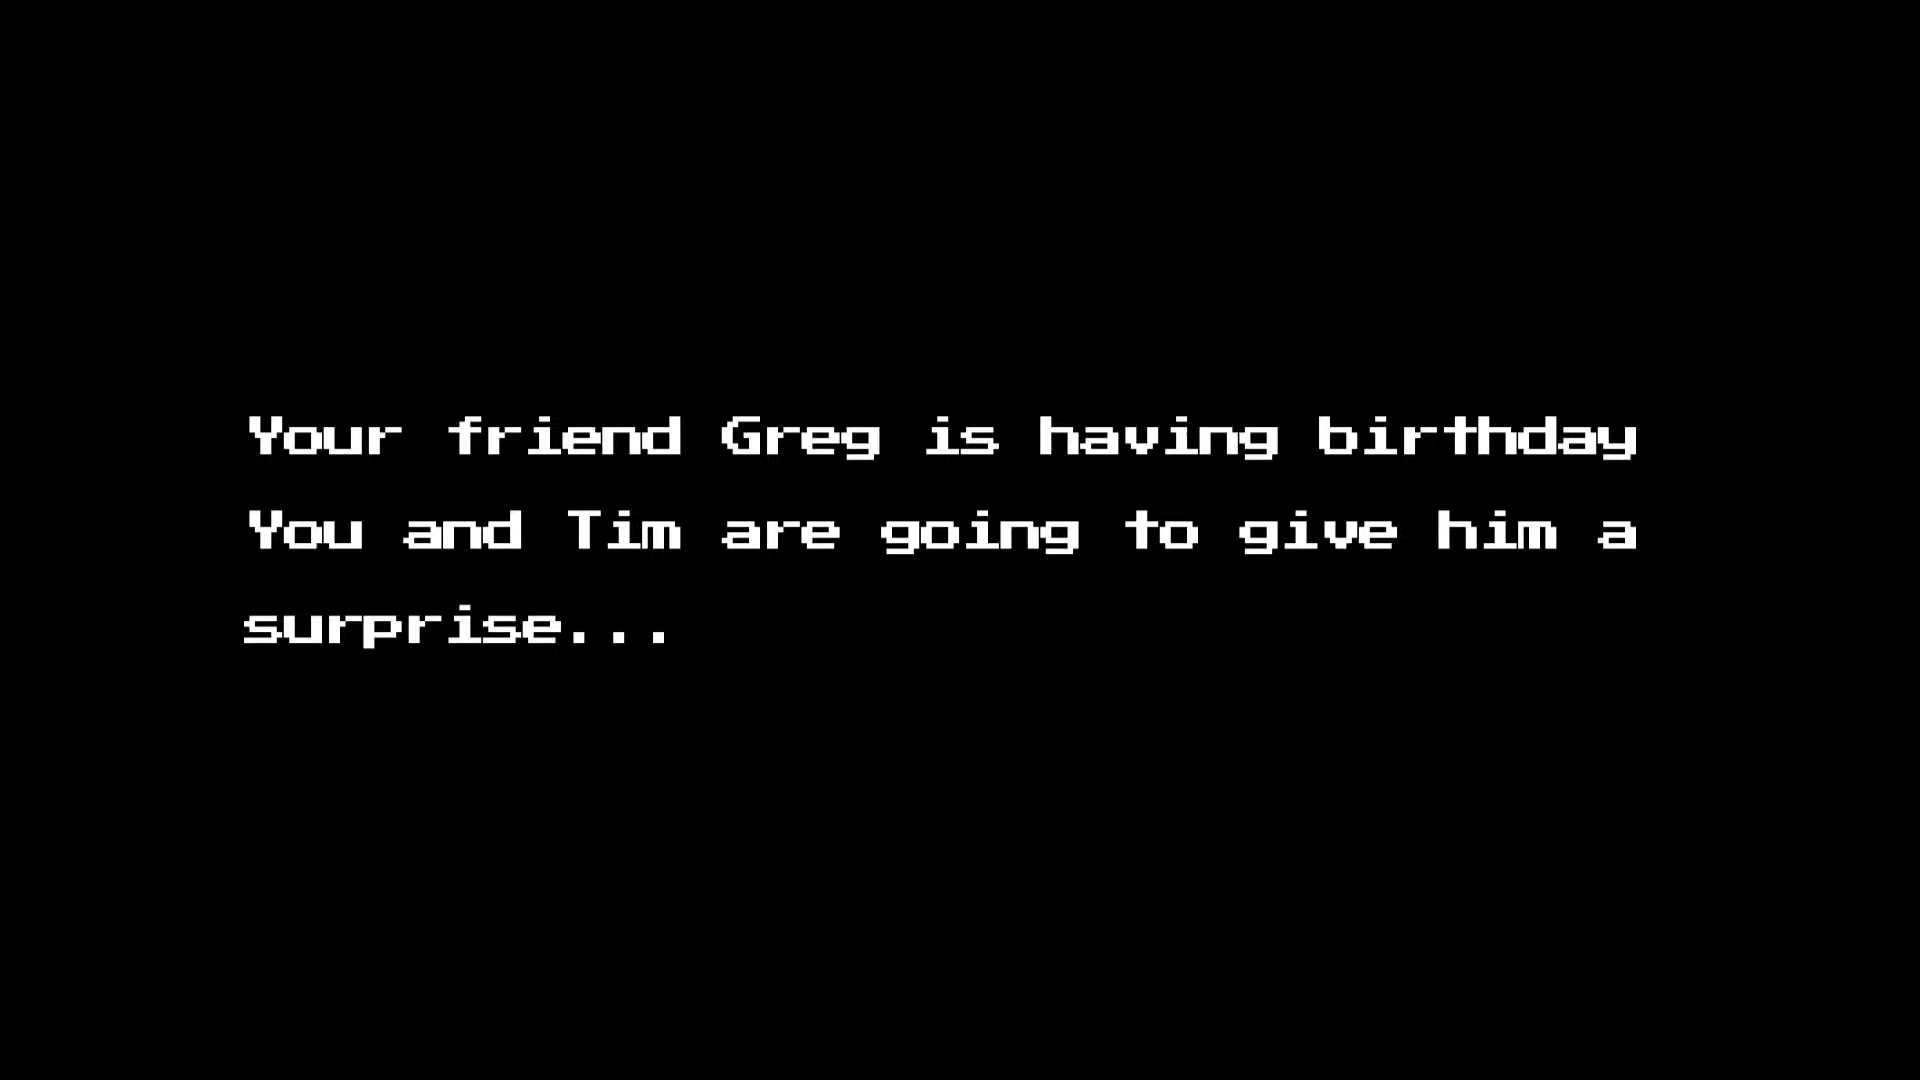 Your friend Greg is having birthday
You and Tim are going to give him a
surprise...